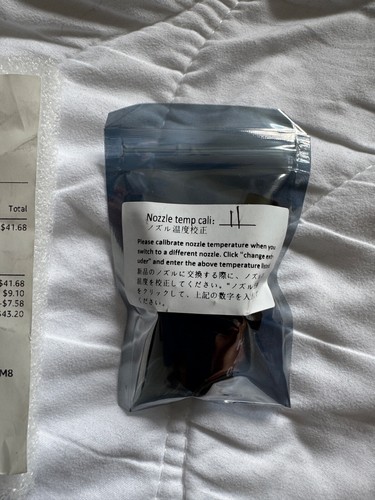 Total
$41.68
$41.68
$9.10
-$7.58
$43.20
M8
Nozzle temp cali: 11
ノズル温度校正
Please calibrate nozzle temperature when you
switch to a different nozzle. Click "change ext-
uder" and enter the above temperature
新品のノズルに交換する際に、ノズ
温度を校正してください。"ノズル
をクリックして、上記の数字を入
ください。